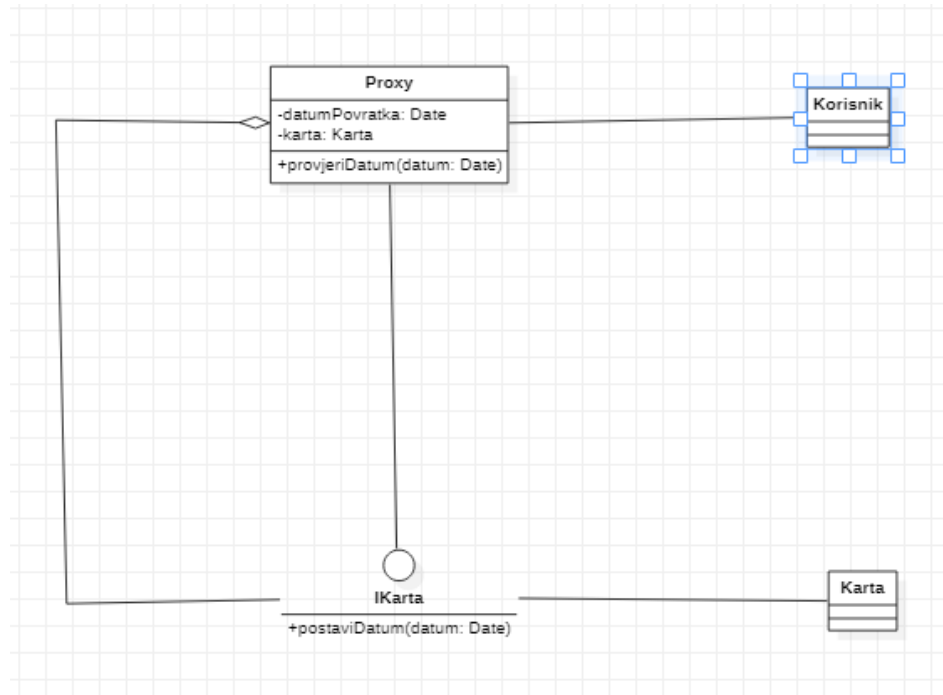 Proxy
-datumPovratka: Date
-karta: Karta
+provjeriDatum(datum: Date)
Korisnik
IKarta
+postaviDatum(datum: Date)
Karta